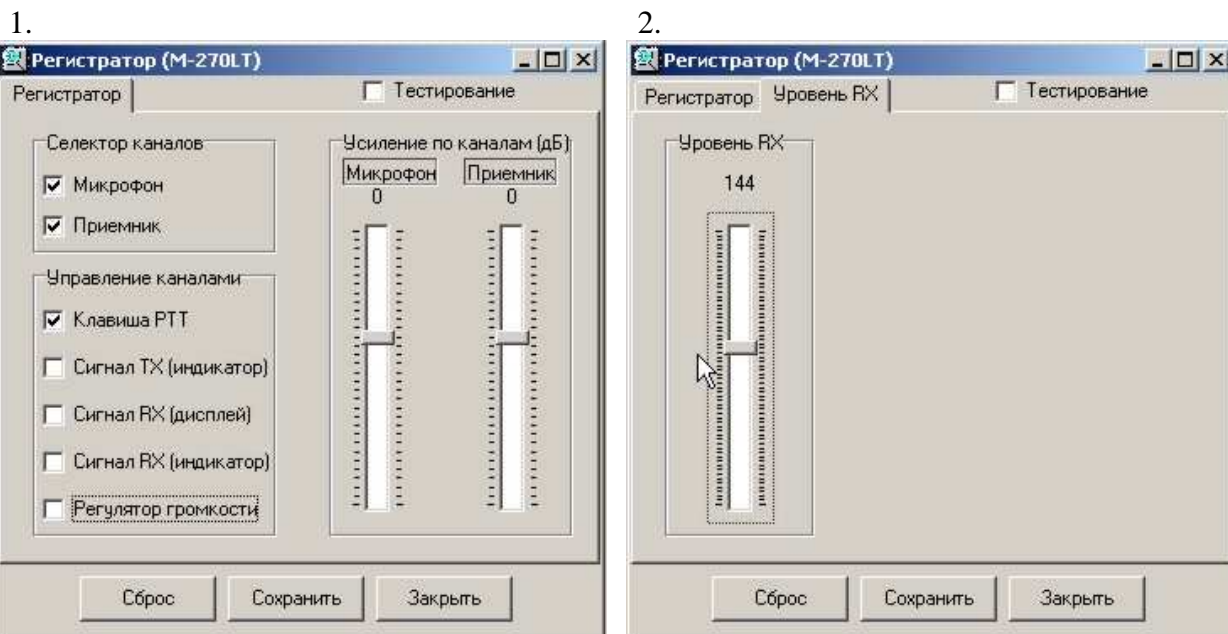 1.
Регистратор (М-270LT)
Регистратор
Тестирование
Селектор каналов
Микрофон
Приемник
Управление каналами
Клавиша РТТ
Сигнал ТХ (индикатор)
Сигнал RX (дисплей)
Сигнал RX (индикатор)
Регулятор громкости
Усиление по каналам (дБ)
Микрофон Приемник
0 0
Сброс Сохранить Закрыть
2.
Регистратор (М-270LT)
Регистратор Уровень RX
Тестирование
Уровень RX
144
Сброс Сохранить Закрыть